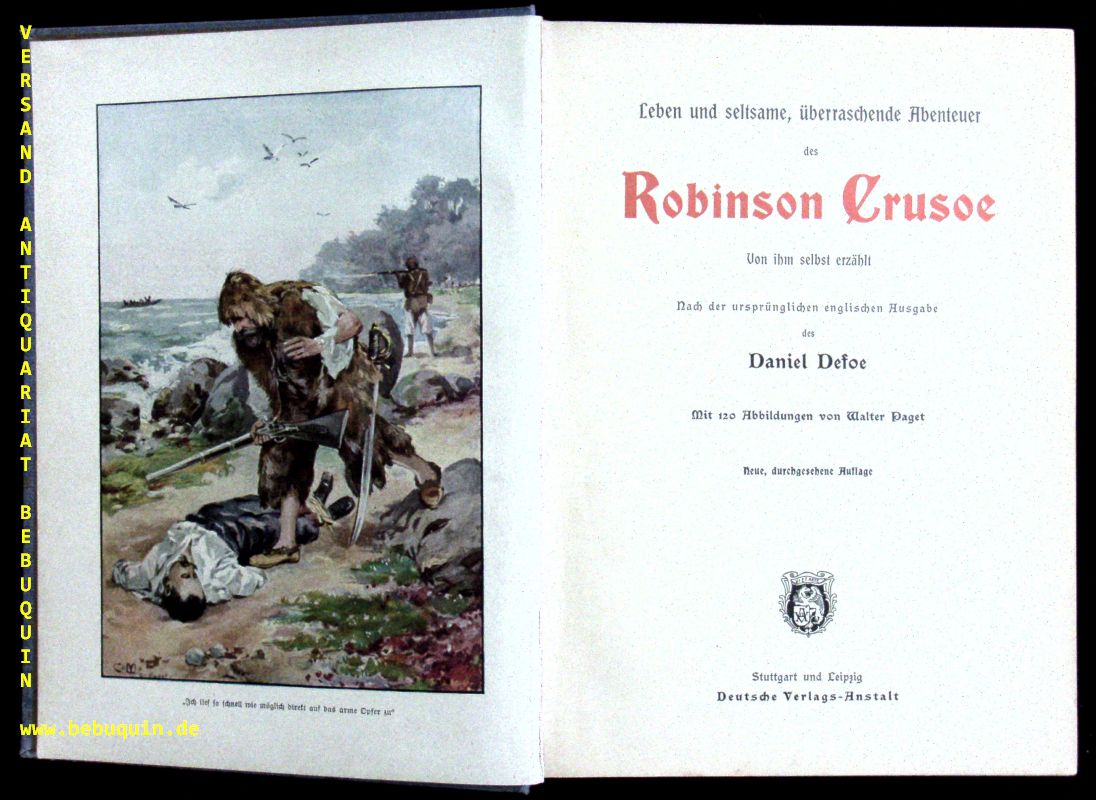 VERSAND ANTIQUARIAT BEBUQUIN
„Ich lief so schnell wie möglich direkt auf das arme Opfer zu“
www.bebuquin.de
Leben und seltsame, überraschende Abenteuer
des
Robinson Crusoe
Von ihm selbst erzählt
Nach der ursprünglichen englischen Ausgabe
des
Daniel Defoe
Mit 120 Abbildungen von Walter Paget
Neue, durchgesehene Auflage
Stuttgart und Leipzig
Deutsche Verlags-Anstalt